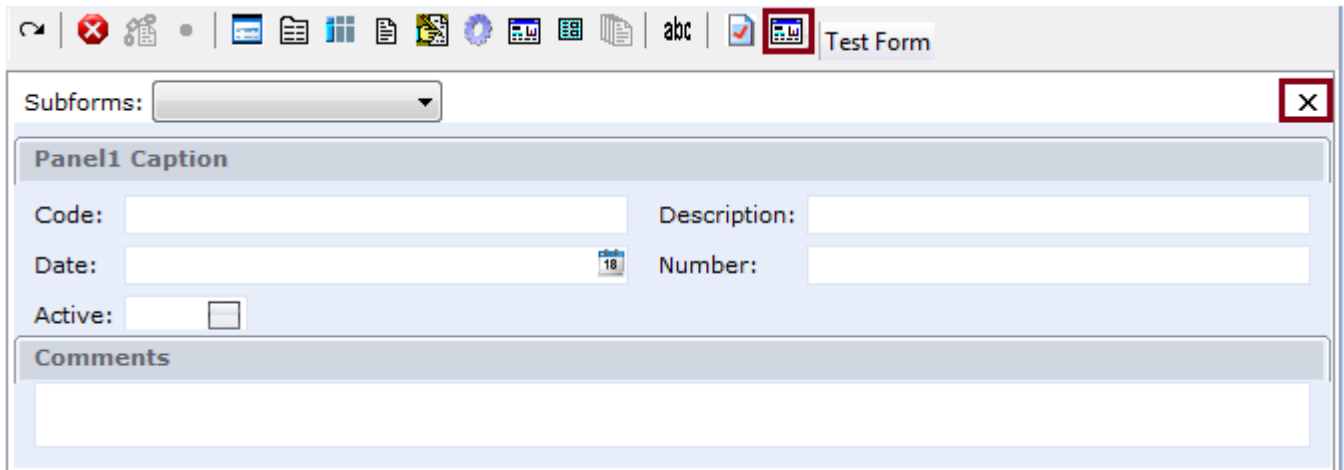 abc Test Form
Subforms:
Panel1 Caption
Code: Description:
Date: 18 Number:
Active:
Comments